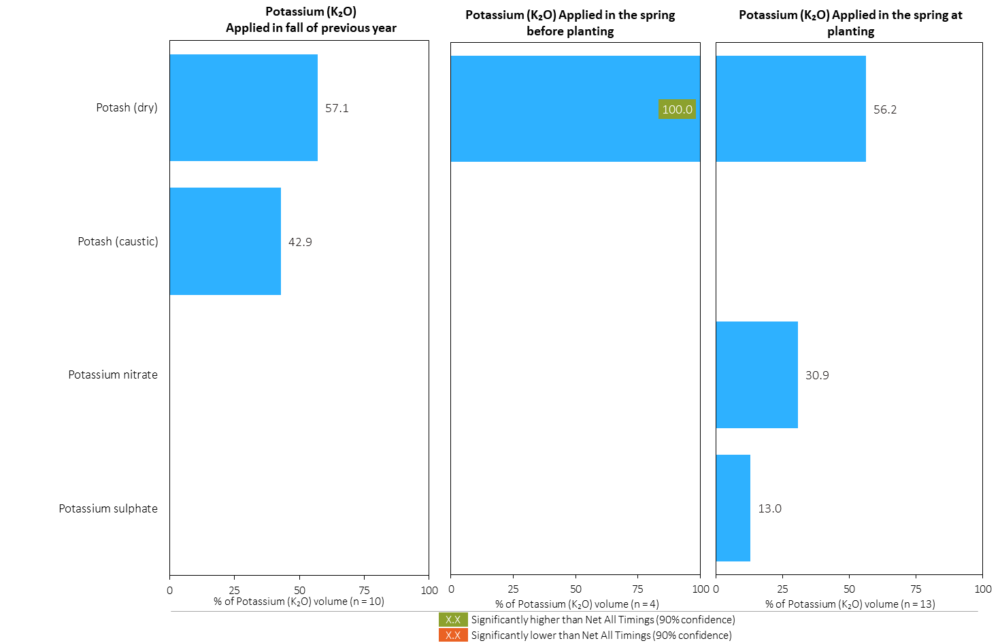 Potassium (K₂O)
Applied in fall of previous year
Potassium (K₂O) Applied in the spring
before planting
Potassium (K₂O) Applied in the spring at
planting
Potash (dry)
57.1
100.0
56.2
Potash (caustic)
42.9
Potassium nitrate
30.9
Potassium sulphate
13.0
0 25 50 75 100
% of Potassium (K₂O) volume (n = 10)
0 25 50 75 100
% of Potassium (K₂O) volume (n = 4)
0 25 50 75 100
% of Potassium (K₂O) volume (n = 13)
X.X Significantly higher than Net All Timings (90% confidence)
X.X Significantly lower than Net All Timings (90% confidence)